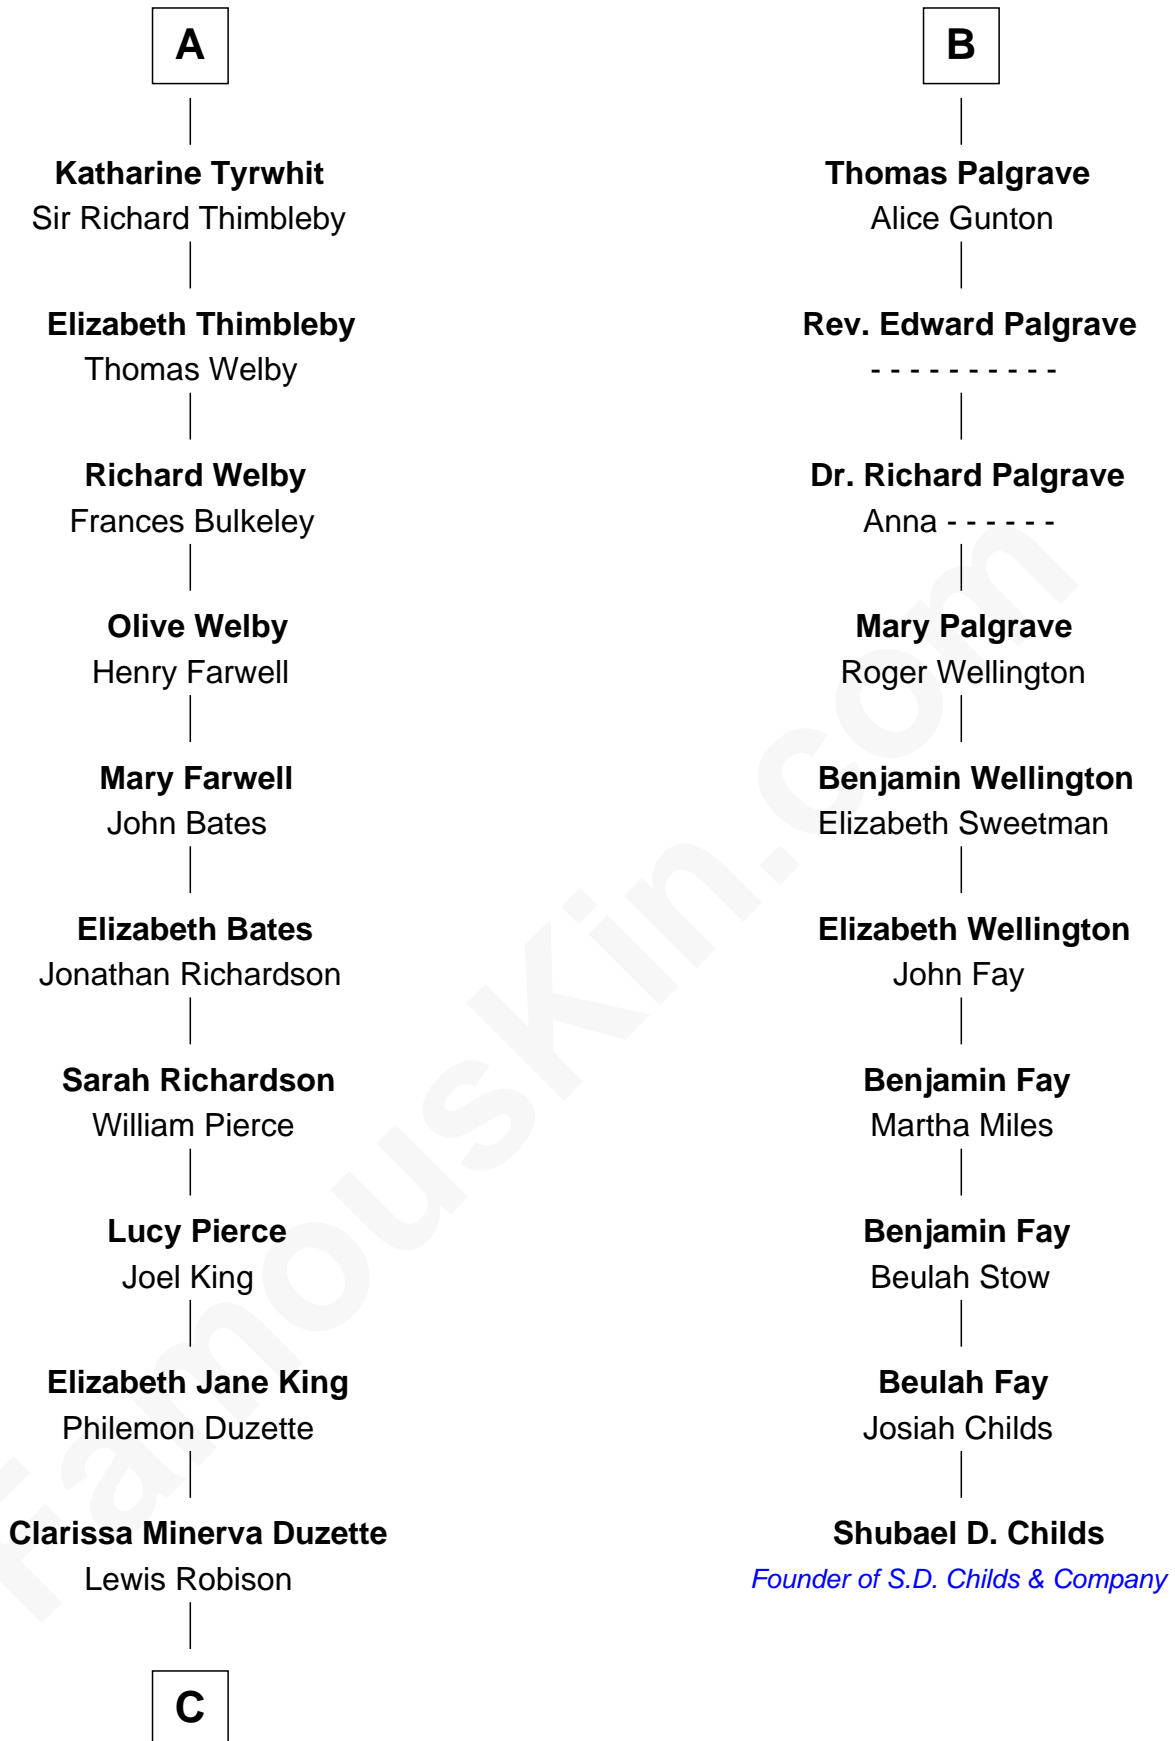 A
Katharine Tyrwhit
Sir Richard Thimbleby
Elizabeth Thimbleby
Thomas Welby
Richard Welby
Frances Bulkeley
Olive Welby
Henry Farwell
Mary Farwell
John Bates
Elizabeth Bates
Jonathan Richardson
Sarah Richardson
William Pierce
Lucy Pierce
Joel King
Elizabeth Jane King
Philemon Duzette
Clarissa Minerva Duzette
Lewis Robison
C
B
Thomas Palgrave
Alice Gunton
Rev. Edward Palgrave
- - - - - - - - - -
Dr. Richard Palgrave
Anna - - - - - -
Mary Palgrave
Roger Wellington
Benjamin Wellington
Elizabeth Sweetman
Elizabeth Wellington
John Fay
Benjamin Fay
Martha Miles
Benjamin Fay
Beulah Stow
Beulah Fay
Josiah Childs
Shubael D. Childs
Founder of S.D. Childs & Company
FamousKin.com